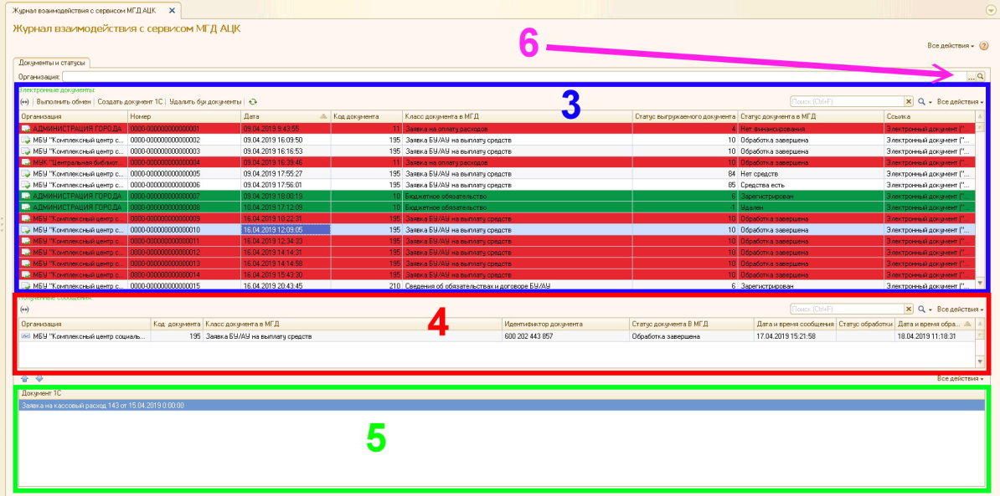 Журнал взаимодействия с сервисом МГД АЦК
Журнал взаимодействия с сервисом МГД АЦК
6
Все действия
Документы и статусы
Организация:
Электронные документы:
3
Выполнить обмен Создать документ 1С Удалить бух документы Поиск (Ctrl+F) Все действия
Организация Номер Дата Код документа Класс документа в МГД Статус выгружаемого документа Статус документа в МГД Ссылка
АДМИНИСТРАЦИЯ ГОРОДА 0000-000000000000001 09.04.2019 9:43:55 11 Заявка на оплату расходов 4 Нет финансирования Электронный документ ("...
МБУ "Комплексный центр с... 0000-000000000000002 09.04.2019 16:09:50 195 Заявка БУ/АУ на выплату средств 10 Обработка завершена Электронный документ ("...
МБУ "Комплексный центр с... 0000-000000000000003 09.04.2019 16:16:53 195 Заявка БУ/АУ на выплату средств 10 Обработка завершена Электронный документ ("...
МУК "Центральная библиот... 0000-000000000000004 09.04.2019 16:39:46 11 Заявка на оплату расходов 10 Обработка завершена Электронный документ ("...
МБУ "Комплексный центр с... 0000-000000000000005 09.04.2019 17:55:27 195 Заявка БУ/АУ на выплату средств 84 Нет средств Электронный документ ("...
МБУ "Комплексный центр с... 0000-000000000000006 09.04.2019 17:56:01 195 Заявка БУ/АУ на выплату средств 85 Средства есть Электронный документ ("...
АДМИНИСТРАЦИЯ ГОРОДА 0000-000000000000007 09.04.2019 18:00:19 10 Бюджетное обязательство 6 Зарегистрирован Электронный документ ("...
АДМИНИСТРАЦИЯ ГОРОДА 0000-000000000000008 10.04.2019 17:12:09 10 Бюджетное обязательство -1 Удален Электронный документ ("...
МБУ "Комплексный центр с... 0000-000000000000009 16.04.2019 10:22:31 195 Заявка БУ/АУ на выплату средств 10 Обработка завершена Электронный документ ("...
МБУ "Комплексный центр с... 0000-000000000000010 16.04.2019 12:09:05 195 Заявка БУ/АУ на выплату средств 10 Обработка завершена Электронный документ ("...
МБУ "Комплексный центр с... 0000-000000000000011 16.04.2019 12:34:33 195 Заявка БУ/АУ на выплату средств 10 Обработка завершена Электронный документ ("...
МБУ "Комплексный центр с... 0000-000000000000012 16.04.2019 14:14:31 195 Заявка БУ/АУ на выплату средств 10 Обработка завершена Электронный документ ("...
МБУ "Комплексный центр с... 0000-000000000000013 16.04.2019 14:14:58 195 Заявка БУ/АУ на выплату средств 10 Обработка завершена Электронный документ ("...
МБУ "Комплексный центр с... 0000-000000000000014 16.04.2019 15:43:30 195 Заявка БУ/АУ на выплату средств 10 Обработка завершена Электронный документ ("...
МБУ "Комплексный центр с... 0000-000000000000015 16.04.2019 20:43:45 210 Сведения об обязательствах и договоре БУ/АУ 6 Зарегистрирован Электронный документ ("...
Полученные сообщения:
4
Поиск (Ctrl+F) Все действия
Организация Код документа Класс документа в МГД Идентификтор документа Статус документа В МГД Дата и время сообщения Статус обработки Дата и время обра...
МБУ "Комплексный центр социаль... 195 Заявка БУ/АУ на выплату средств 600 202 443 857 Обработка завершена 17.04.2019 15:21:58 18.04.2019 11:18:31
Все действия
Документ 1С
Заявка на кассовый расход 143 от 15.04.2019 0:00:00
5